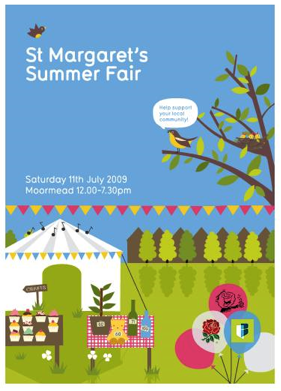 St Margaret's
Summer Fair
Help support
your local
community!
Saturday 11th July 2009
Moormead 12.00-7.30pm